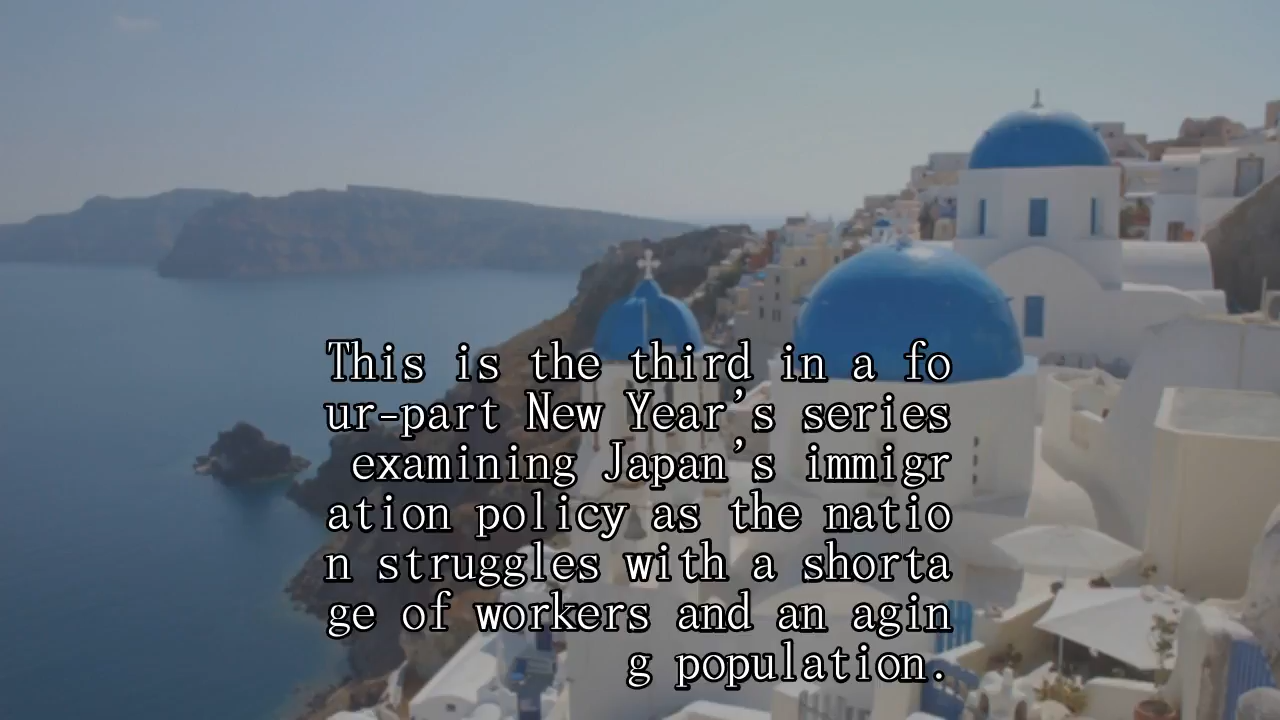 This is the third in a fo
ur-part New Year’s series
examining Japan’s immigr
ation policy as the natio
n struggles with a shorta
ge of workers and an agin
g population.